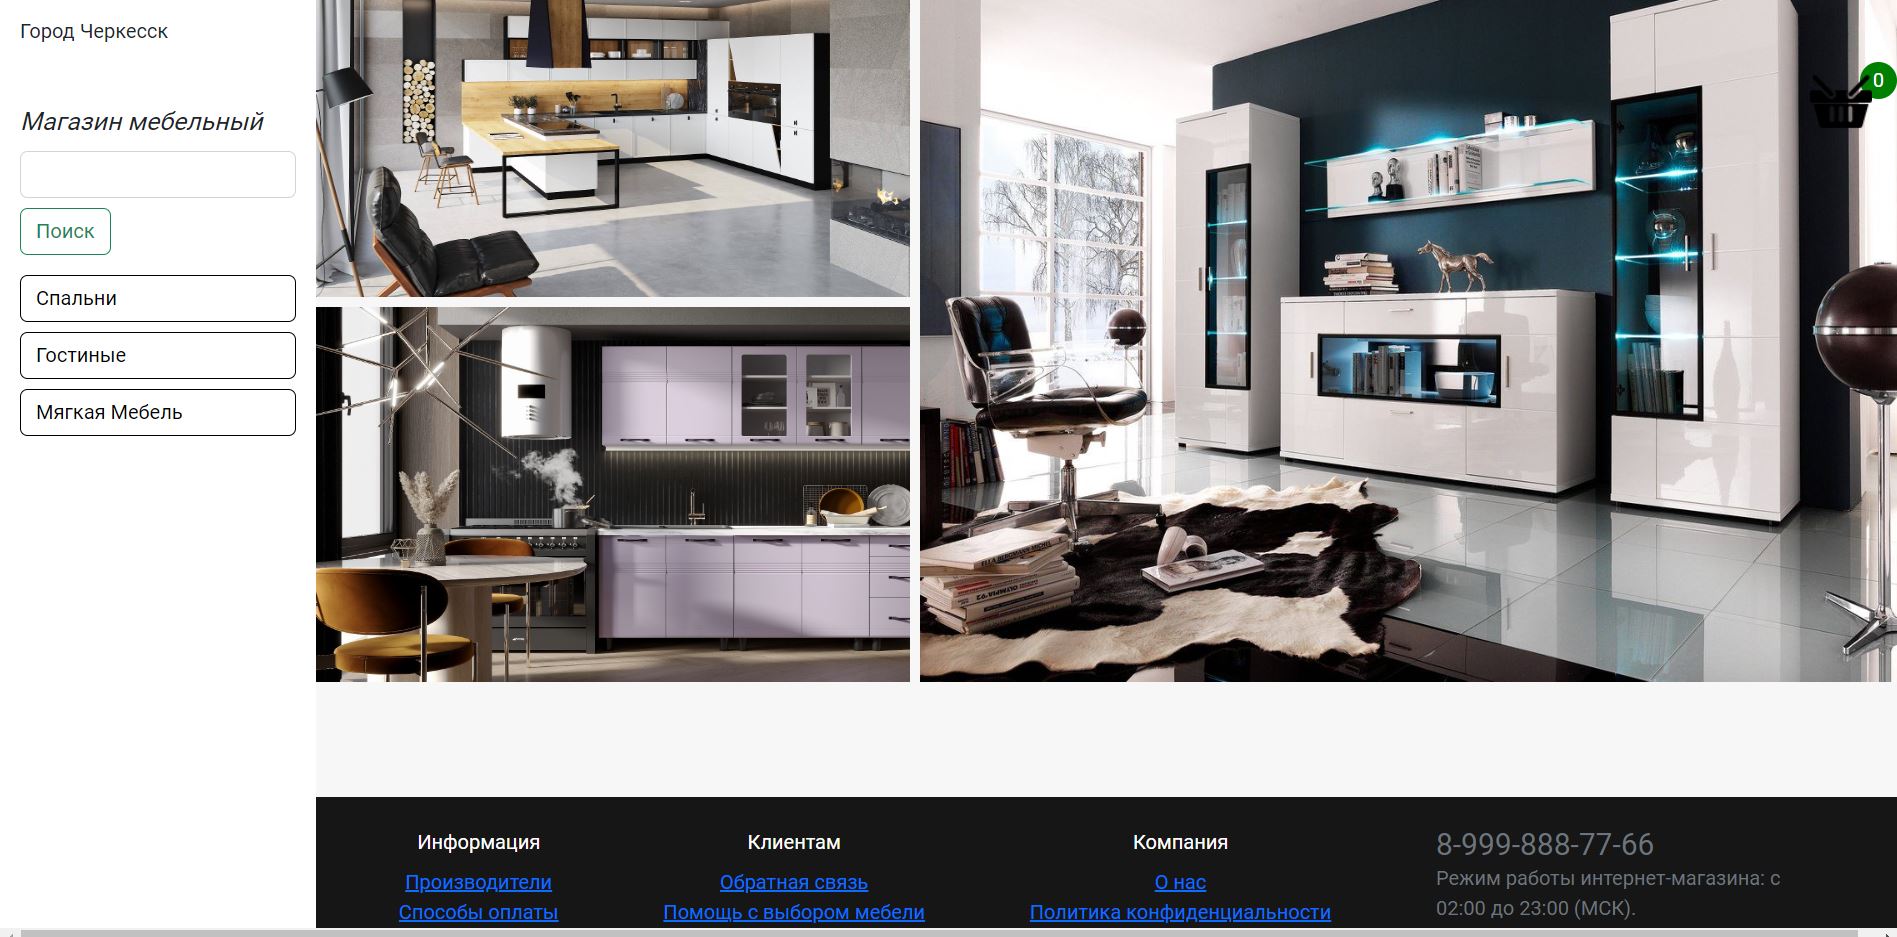 Город Черкесск
Магазин мебельный
Поиск
Спальни
Гостиные
Мягкая Мебель
0
Информация
Производители
Способы оплаты
Клиентам
Обратная связь
Помощь с выбором мебели
Компания
О нас
Политика конфиденциальности
8-999-888-77-66
Режим работы интернет-магазина: с
02:00 до 23:00 (МСК).